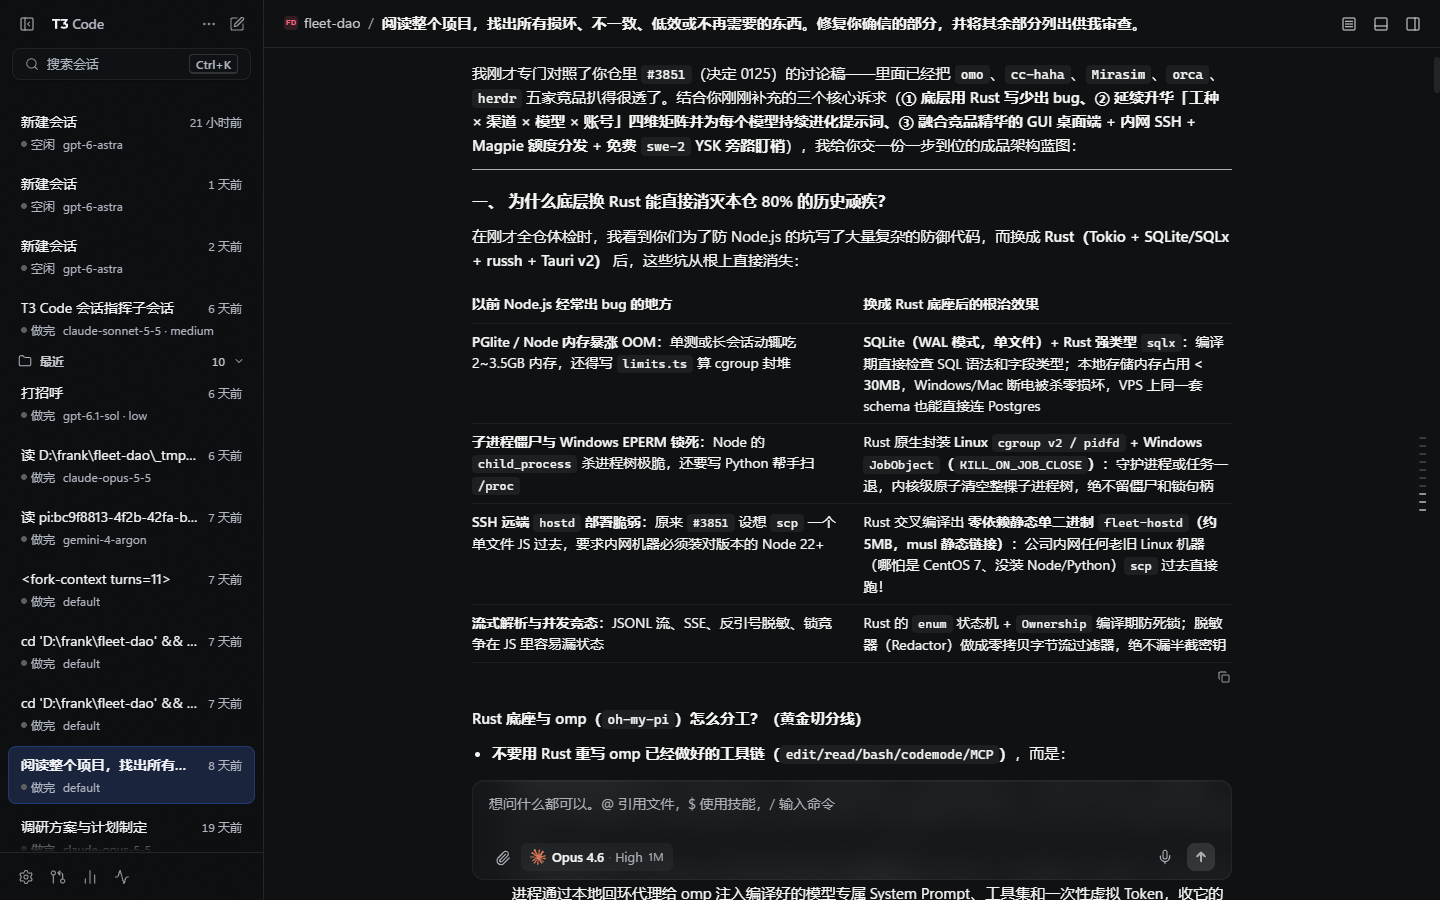 T3 Code
搜索会话
Ctrl+K
新建会话
21 小时前
空闲 gpt-6-astra
新建会话
1 天前
空闲 gpt-6-astra
新建会话
2 天前
空闲 gpt-6-astra
T3 Code 会话指挥子会话
6 天前
做完 claude-sonnet-5-5 · medium
最近
10
打招呼
6 天前
做完 gpt-6.1-sol · low
读 D:\frank\fleet-dao\_tmp...
6 天前
做完 claude-opus-5-5
读 pi:bc9f8813-4f2b-42fa-b...
7 天前
做完 gemini-4-argon
<fork-context turns=11>
7 天前
做完 default
cd 'D:\frank\fleet-dao' && ...
7 天前
做完 default
cd 'D:\frank\fleet-dao' && ...
7 天前
做完 default
阅读整个项目，找出所有...
8 天前
做完 default
调研方案与计划制定
19 天前
做完 claude-opus-5-5
FD fleet-dao / 阅读整个项目，找出所有损坏、不一致、低效或不再需要的东西。修复你确信的部分，并将其余部分列出供我审查。
我刚才专门对照了你仓里 #3851 （决定 0125）的讨论稿——里面已经把 omo 、 cc-haha 、 Mirasim 、 orca 、
herdr 五家竞品扒得很透了。结合你刚刚补充的三个核心诉求（① 底层用 Rust 写少出 bug、② 延续升华「工种
× 渠道 × 模型 × 账号」四维矩阵并为每个模型持续进化提示词、③ 融合竞品精华的 GUI 桌面端 + 内网 SSH +
Magpie 额度分发 + 免费 swe-2 YSK 旁路盯梢），我给你交一份一步到位的成品架构蓝图：
一、 为什么底层换 Rust 能直接消灭本仓 80% 的历史顽疾？
在刚才全仓体检时，我看到你们为了防 Node.js 的坑写了大量复杂的防御代码，而换成 Rust（Tokio + SQLite/SQLx
+ russh + Tauri v2） 后，这些坑从根上直接消失：
以前 Node.js 经常出 bug 的地方
换成 Rust 底座后的根治效果
PGlite / Node 内存暴涨 OOM：单测或长会话动辄吃
2~3.5GB 内存，还得写 limits.ts 算 cgroup 封堵
SQLite（WAL 模式，单文件）+ Rust 强类型 sqlx ：编译
期直接检查 SQL 语法和字段类型；本地存储内存占用 <
30MB，Windows/Mac 断电被杀零损坏，VPS 上同一套
schema 也能直接连 Postgres
子进程僵尸与 Windows EPERM 锁死：Node 的
child_process 杀进程树极脆，还要写 Python 帮手扫
/proc
Rust 原生封装 Linux cgroup v2 / pidfd + Windows
JobObject （ KILL_ON_JOB_CLOSE ）：守护进程或任务一
退，内核级原子清空整棵子进程树，绝不留僵尸和锁句柄
SSH 远端 hostd 部署脆弱：原来 #3851 设想 scp 一个
单文件 JS 过去，要求内网机器必须装对版本的 Node 22+
Rust 交叉编译出 零依赖静态单二进制 fleet-hostd （约
5MB，musl 静态链接）：公司内网任何老旧 Linux 机器
（哪怕是 CentOS 7、没装 Node/Python） scp 过去直接
跑！
流式解析与并发竞态：JSONL 流、SSE、反引号脱敏、锁竞
争在 JS 里容易漏状态
Rust 的 enum 状态机 + Ownership 编译期防死锁；脱敏
器（Redactor）做成零拷贝字节流过滤器，绝不漏半截密钥
Rust 底座与 omp（ oh-my-pi ）怎么分工？（黄金切分线）
• 不要用 Rust 重写 omp 已经做好的工具链（ edit/read/bash/codemode/MCP ），而是：
想问什么都可以。@ 引用文件，$ 使用技能，/ 输入命令
Opus 4.6 · High 1M
进程通过本地回环代理给 omp 注入编译好的模型专属 System Prompt、工具集和一次性虚拟 Token，收它的